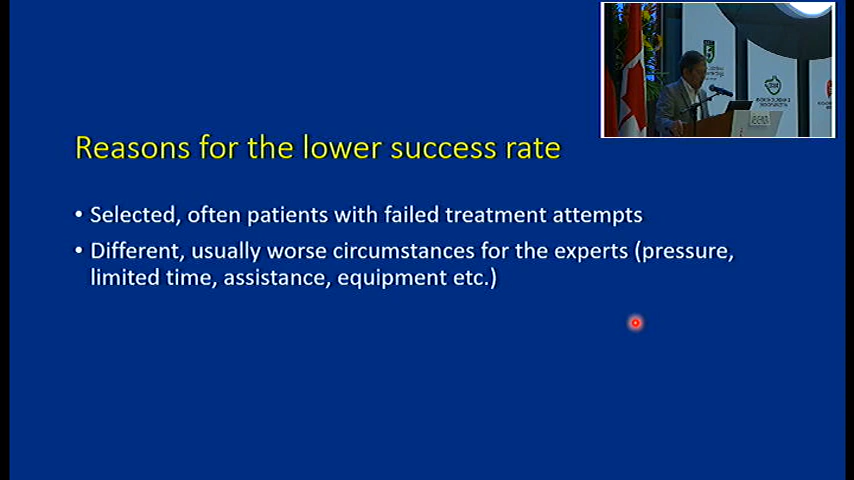 Reasons for the lower success rate
• Selected, often patients with failed treatment attempts
• Different, usually worse circumstances for the experts (pressure,
limited time, assistance, equipment etc.)